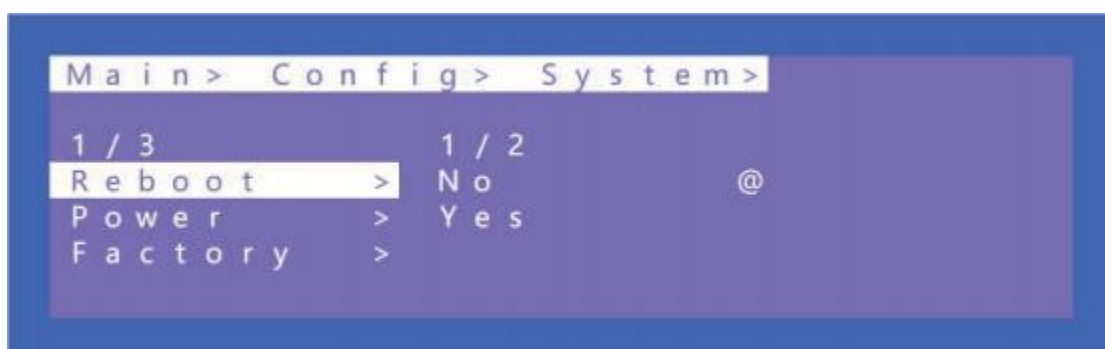 Main> Config> System>
1/3 1/2
Reboot > No @
Power > Yes
Factory >